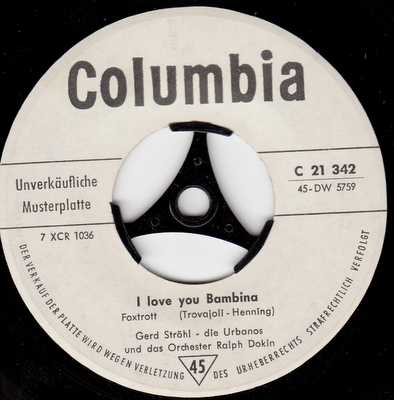 Columbia
Unverkäufliche
Musterplatte
C 21 342
45-DW 5759
7 XCR 1036
I love you Bambina
Foxtrott (Trovajoli - Henning)
Gerd Ströhl - die Urbanos
und das Orchester Ralph Dokin
45
DER VERKAUF DER PLATTE WIRD WEGEN VERLETZUNG DES URHEBERRECHTS STRAFRECHTLICH VERFOLGT